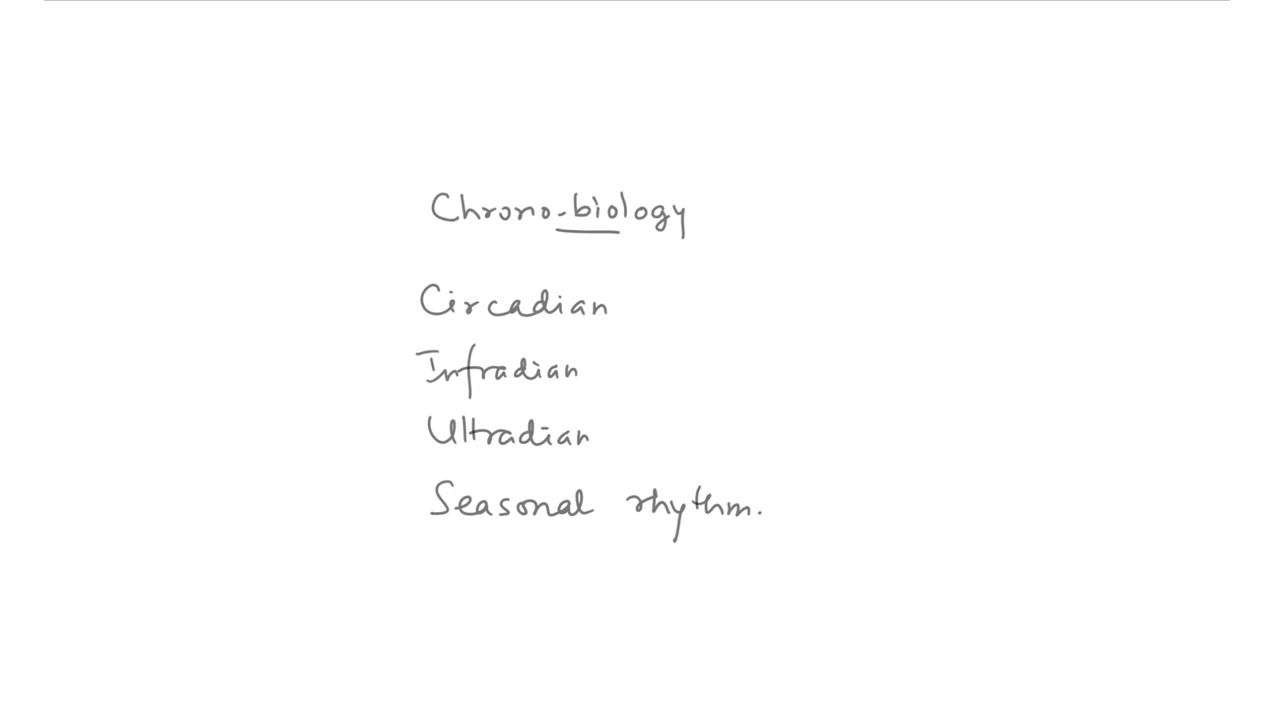 Chrono-biology
Circadian
Infradian
Ultradian
Seasonal rhythm.